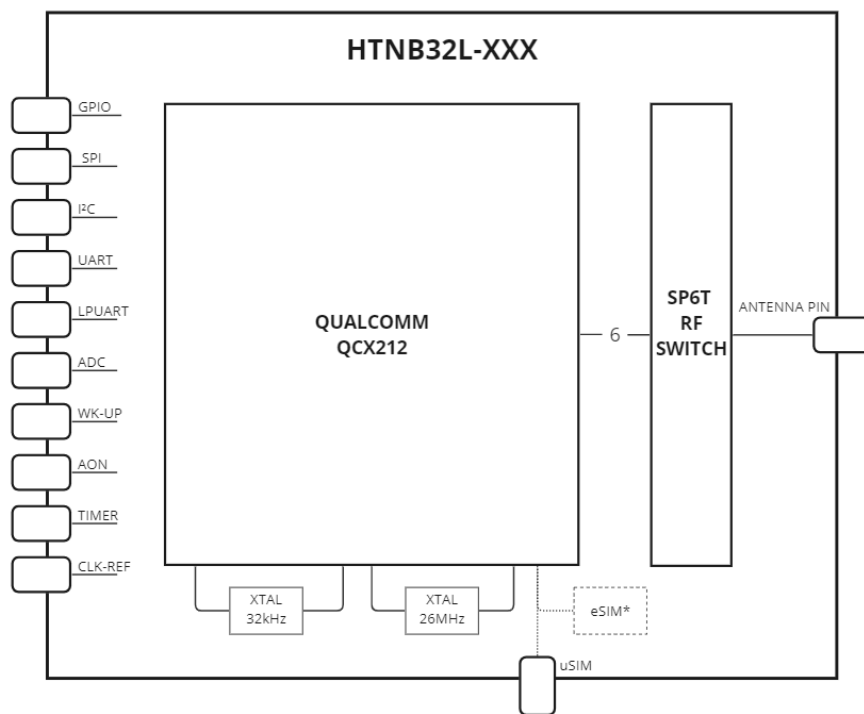 HTNB32L-XXX
GPIO
SPI
I²C
UART
LPUART
ADC
WK-UP
AON
TIMER
CLK-REF
QUALCOMM
QCX212
6
SP6T
RF
SWITCH
ANTENNA PIN
XTAL
32kHz
XTAL
26MHz
eSIM*
uSIM